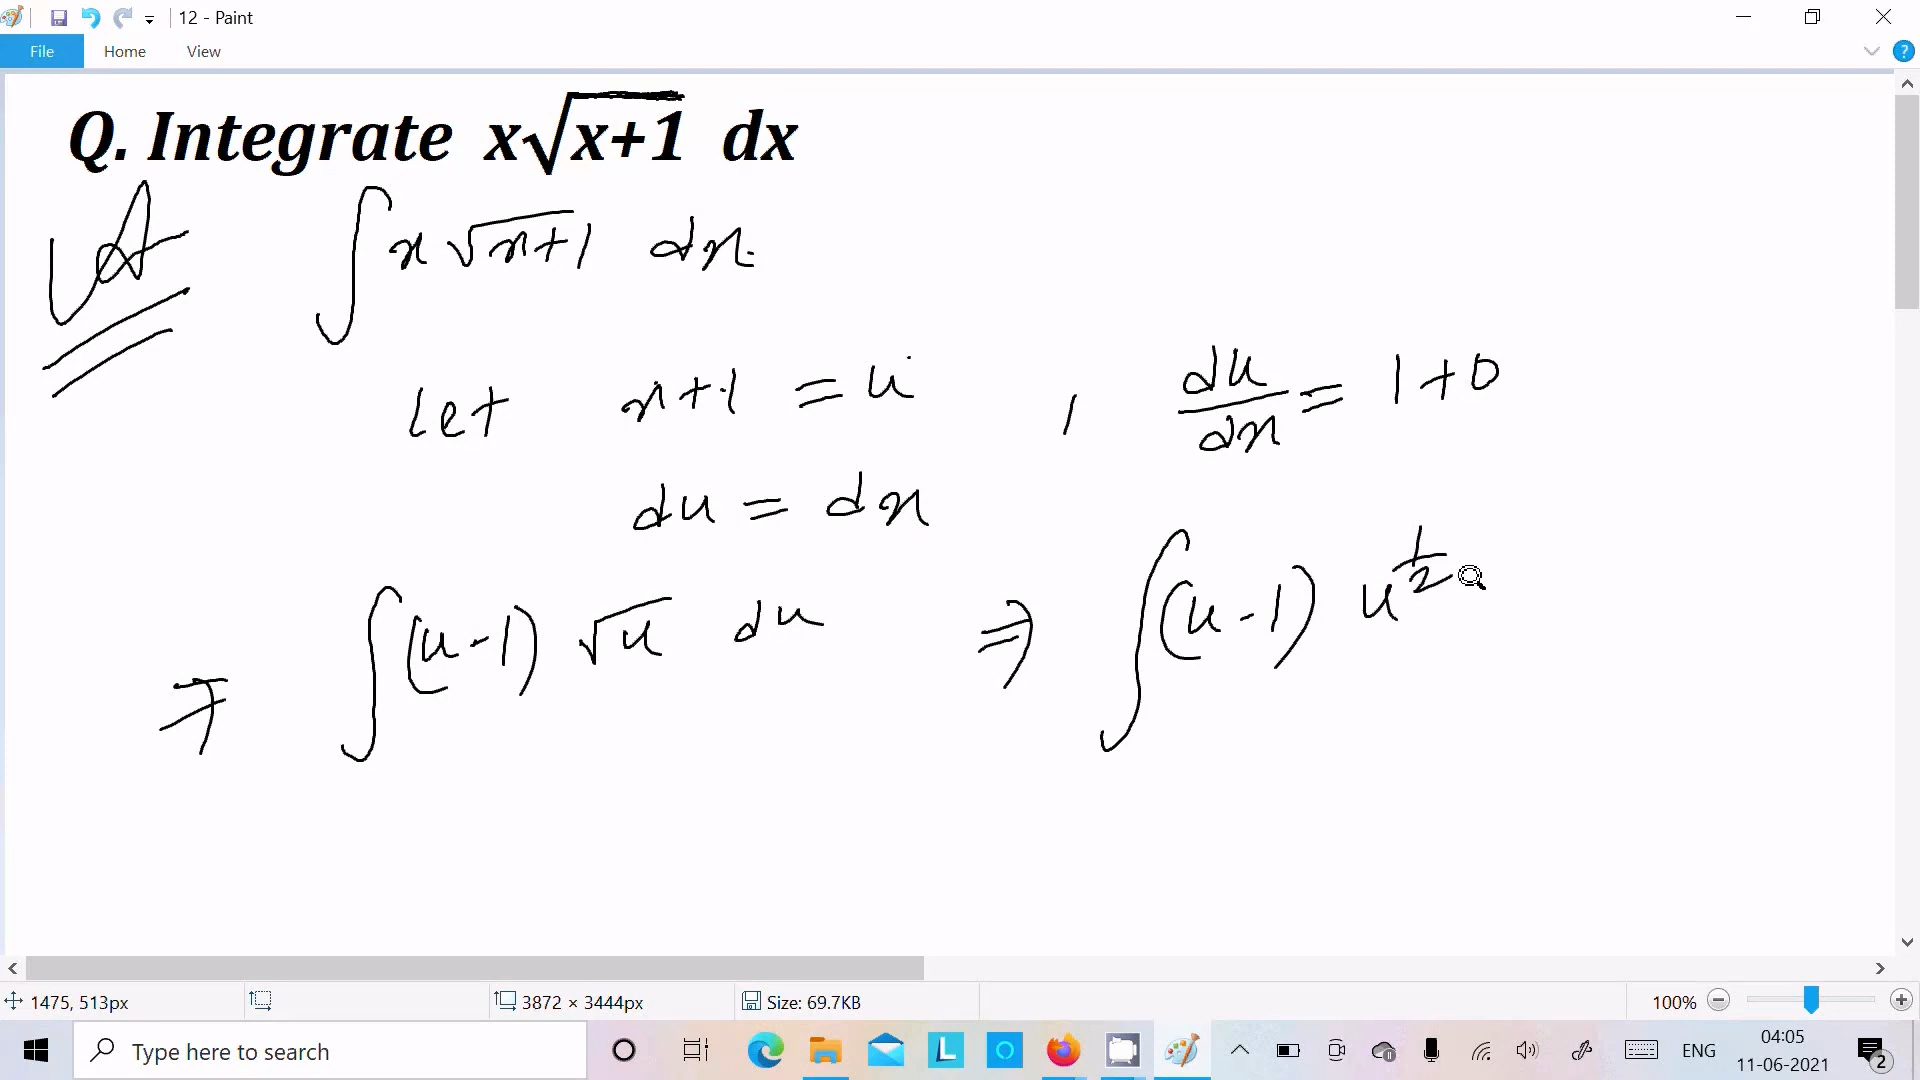 12 - Paint
File Home View
Q. Integrate x√x+1 dx
∫ x √x+1 dx
Let x+1 = u , du/dx = 1+0
du = dx
⇒ ∫ (u-1) √u du ⇒ ∫ (u-1) u^1/2
1475, 513px 3872 × 3444px Size: 69.7KB 100%
Type here to search ENG 04:05
11-06-2021 2